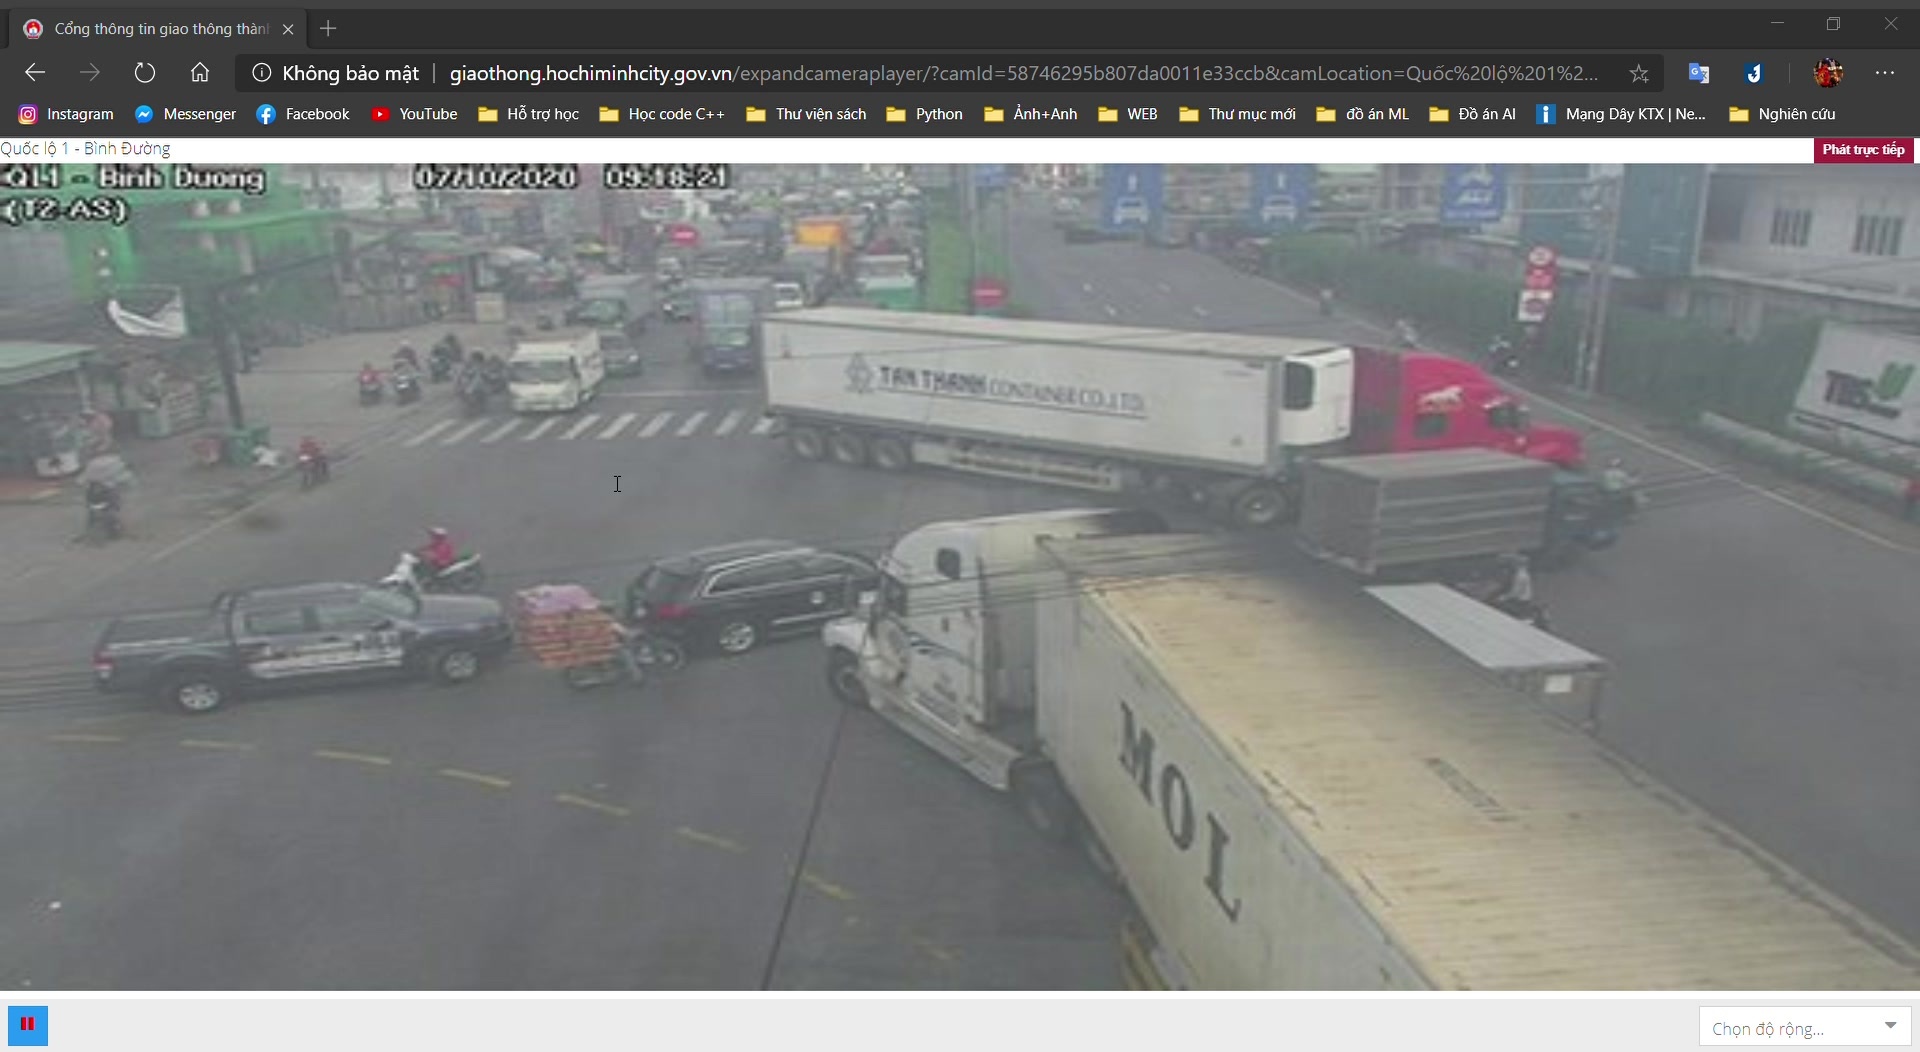 Cổng thông tin giao thông thành
Không bảo mật
giaothong.hochiminhcity.gov.vn/expandcameraplayer/?camId=58746295b807da0011e33ccb&camLocation=Quốc%20lộ%201%2...
Instagram
Messenger
Facebook
YouTube
Hỗ trợ học
Học code C++
Thư viện sách
Python
Ảnh+Anh
WEB
Thư mục mới
đồ án ML
Đồ án AI
Mạng Dây KTX | Ne...
Nghiên cứu
Quốc lộ 1 - Bình Đường
Phát trực tiếp
QL1 - Binh Duong 07/10/2020 09:18:21
(T2-AS)
TAN THANH CONTAINER CO.,LTD
MOL
Chọn độ rộng...